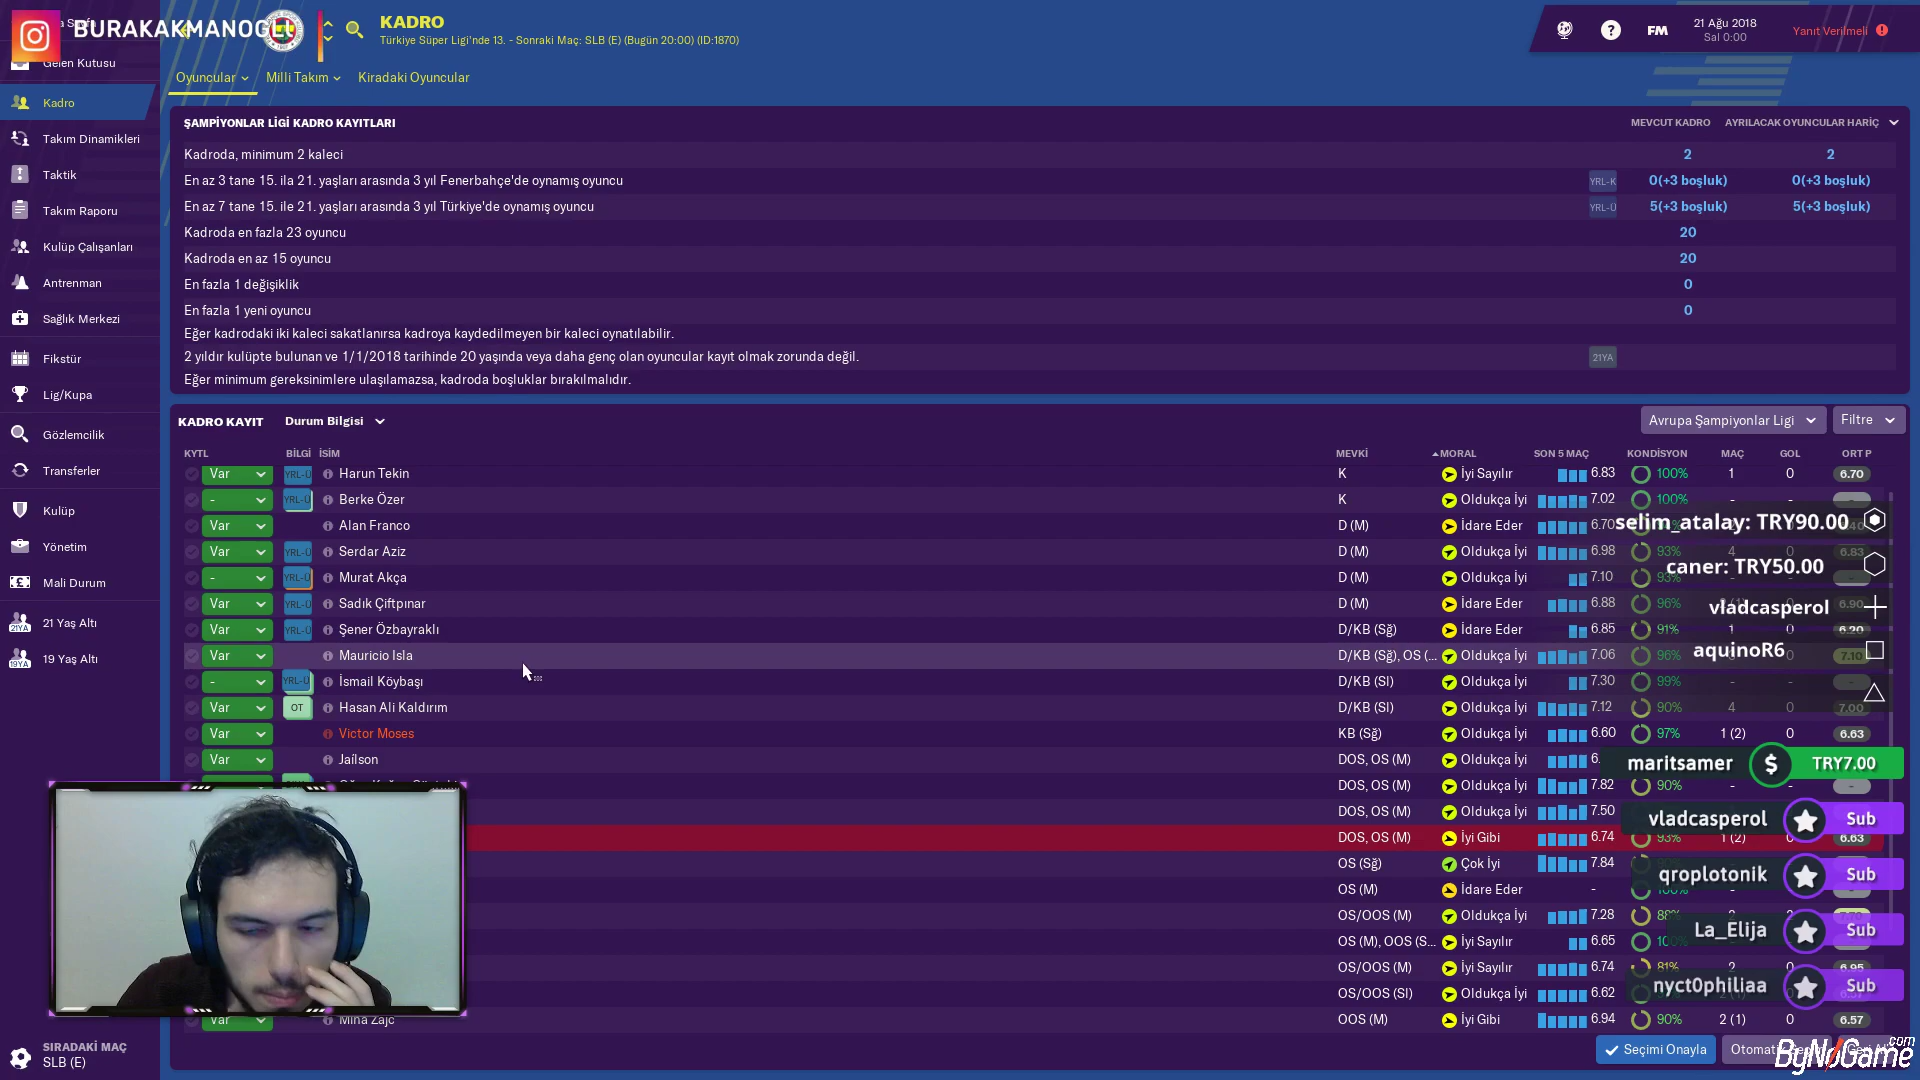 BURAKAKMANOGLU
KADRO
Türkiye Süper Ligi'nde 13. - Sonraki Maç: SLB (E) (Bugün 20:00) (ID:1870)
FM
21 Ağu 2018
Sal 0:00
Yanıt Verilmeli
Gelen Kutusu
Kadro
Takım Dinamikleri
Taktik
Takım Raporu
Kulüp Çalışanları
Antrenman
Sağlık Merkezi
Fikstür
Lig/Kupa
Gözlemcilik
Transferler
Kulüp
Yönetim
Mali Durum
21 Yaş Altı
19 Yaş Altı
SIRADAKİ MAÇ
SLB (E)
Oyuncular Milli Takım Kiradaki Oyuncular
ŞAMPİYONLAR LİGİ KADRO KAYITLARI MEVCUT KADRO AYRILACAK OYUNCULAR HARİÇ
Kadroda, minimum 2 kaleci 2 2
En az 3 tane 15. ila 21. yaşları arasında 3 yıl Fenerbahçe'de oynamış oyuncu YRL-K 0(+3 boşluk) 0(+3 boşluk)
En az 7 tane 15. ile 21. yaşları arasında 3 yıl Türkiye'de oynamış oyuncu YRL-Ü 5(+3 boşluk) 5(+3 boşluk)
Kadroda en fazla 23 oyuncu 20
Kadroda en az 15 oyuncu 20
En fazla 1 değişiklik 0
En fazla 1 yeni oyuncu 0
Eğer kadrodaki iki kaleci sakatlanırsa kadroya kaydedilmeyen bir kaleci oynatılabilir.
2 yıldır kulüpte bulunan ve 1/1/2018 tarihinde 20 yaşında veya daha genç olan oyuncular kayıt olmak zorunda değil. 21YA
Eğer minimum gereksinimlere ulaşılamazsa, kadroda boşluklar bırakılmalıdır.
KADRO KAYIT Durum Bilgisi Avrupa Şampiyonlar Ligi Filtre
KYTL BİLGİ İSİM MEVKİ MORAL SON 5 MAÇ KONDİSYON MAÇ GOL ORT P
Var YRL-Ü Harun Tekin K İyi Sayılır 6.83 100% 1 0 6.70
- YRL-Ü Berke Özer K Oldukça İyi 7.02 100% - -
Var Alan Franco D (M) İdare Eder 6.70
selim_atalay: TRY90.00
Var YRL-Ü Serdar Aziz D (M) Oldukça İyi 6.98 93% 4 0 6.83
caner: TRY50.00
- YRL-Ü Murat Akça D (M) Oldukça İyi 7.10 93%
Var YRL-Ü Sadık Çiftpınar D (M) İdare Eder 6.88 96% 6.90
vladcasperol
Var YRL-Ü Şener Özbayraklı D/KB (Sğ) İdare Eder 6.85 91% 1 0 6.20
Var Mauricio Isla D/KB (Sğ), OS (... Oldukça İyi 7.06 96% 7.10
aquinoR6
- YRL-Ü İsmail Köybaşı D/KB (Sl) Oldukça İyi 7.30 99% - - -
Var OT Hasan Ali Kaldırım D/KB (Sl) Oldukça İyi 7.12 90% 4 0 7.00
Var Victor Moses KB (Sğ) Oldukça İyi 6.60 97% 1 (2) 0 6.63
Var Jaílson DOS, OS (M) Oldukça İyi 6.
maritsamer $ TRY7.00
DOS, OS (M) Oldukça İyi 7.82 90% - - -
DOS, OS (M) Oldukça İyi 7.50
vladcasperol Sub
DOS, OS (M) İyi Gibi 6.74 93% 1 (2) 0 6.63
OS (Sğ) Çok İyi 7.84
qroplotonik Sub
OS (M) İdare Eder - 100%
OS/OOS (M) Oldukça İyi 7.28 88%
La_Elija Sub
OS (M), OOS (S... İyi Sayılır 6.65
OS/OOS (M) İyi Sayılır 6.74 81% 2 0 6.95
OS/OOS (Sl) Oldukça İyi 6.62
nyct0philiaa Sub
Var Miha Zajc OOS (M) İyi Gibi 6.94 90% 2 (1) 0 6.57
Seçimi Onayla
ByNoGame.com